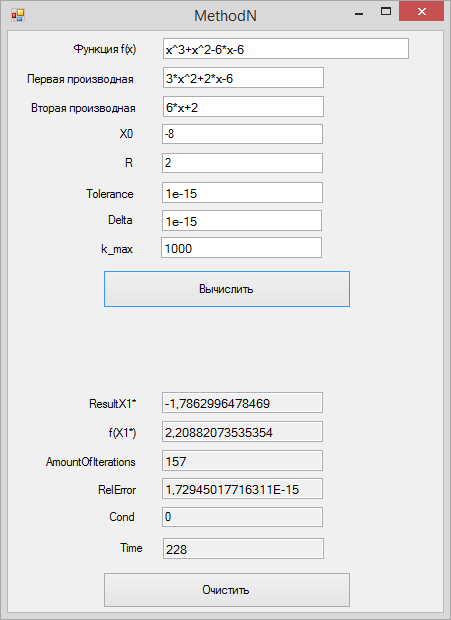 MethodN
Функция f(x) x^3+x^2-6*x-6
Первая производная 3*x^2+2*x-6
Вторая производная 6*x+2
X0 -8
R 2
Tolerance 1e-15
Delta 1e-15
k_max 1000
Вычислить
ResultX1* -1,7862996478469
f(X1*) 2,20882073535354
AmountOfIterations 157
RelError 1,72945017716311E-15
Cond 0
Time 228
Очистить